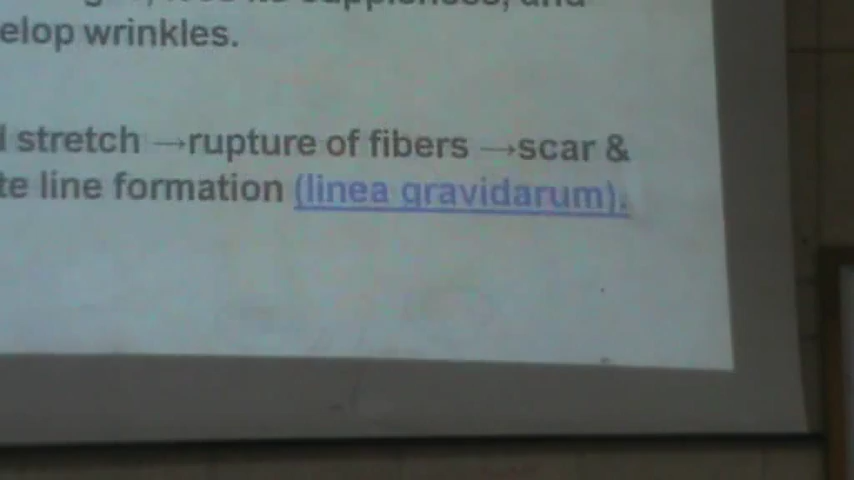 elop wrinkles.
stretch →rupture of fibers →scar &
te line formation (linea gravidarum).